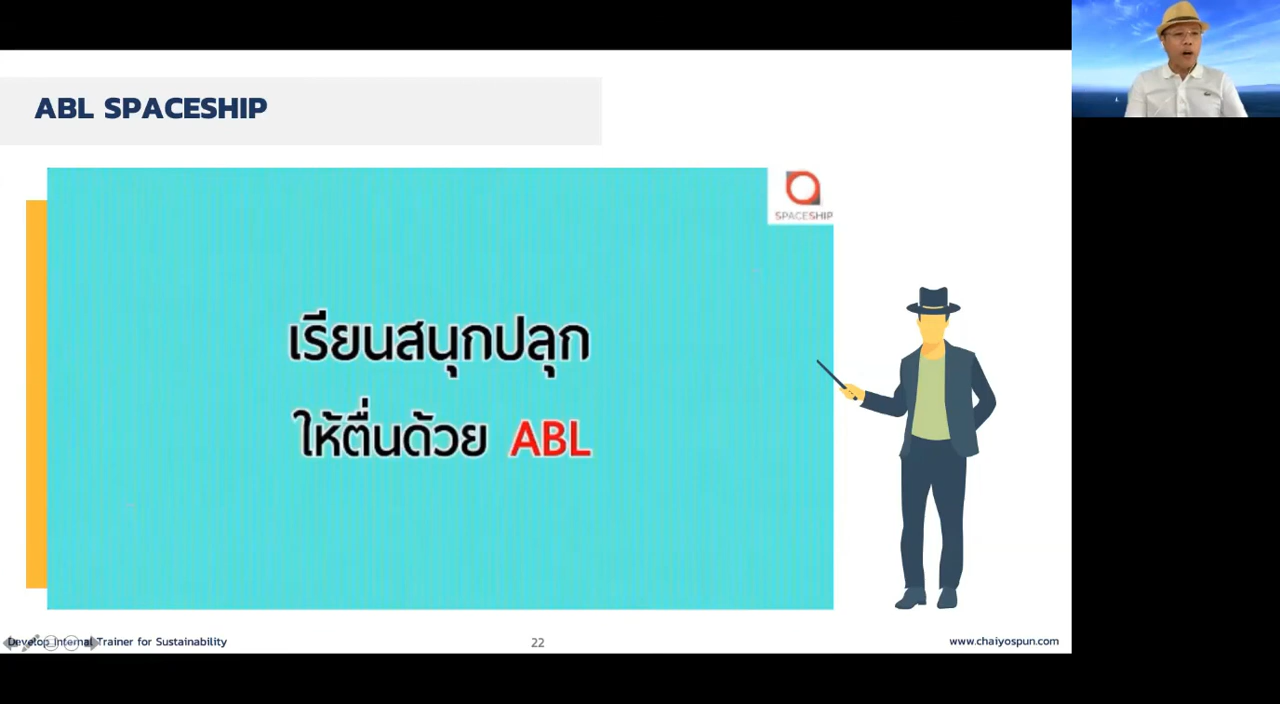 ABL SPACESHIP
SPACESHIP
เรียนสนุกปลุก
ให้ตื่นด้วย ABL
Develop Internal Trainer for Sustainability
22
www.chaiyospun.com